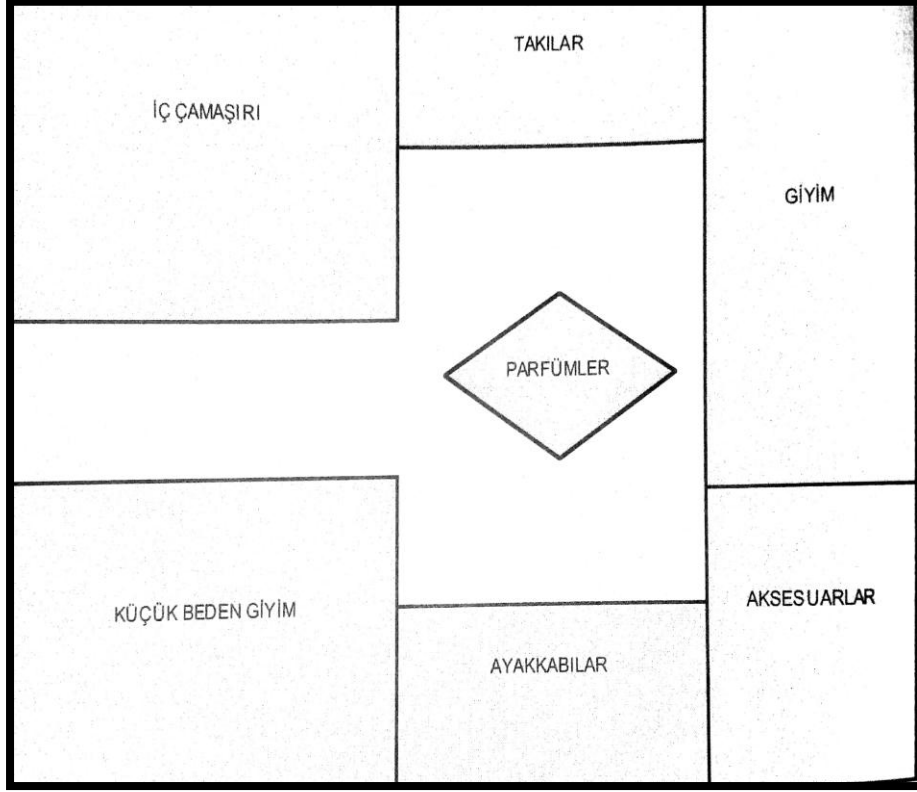 TAKILAR
İÇ ÇAMAŞIRI
GİYİM
PARFÜMLER
KÜÇÜK BEDEN GİYİM
AKSESUARLAR
AYAKKABILAR